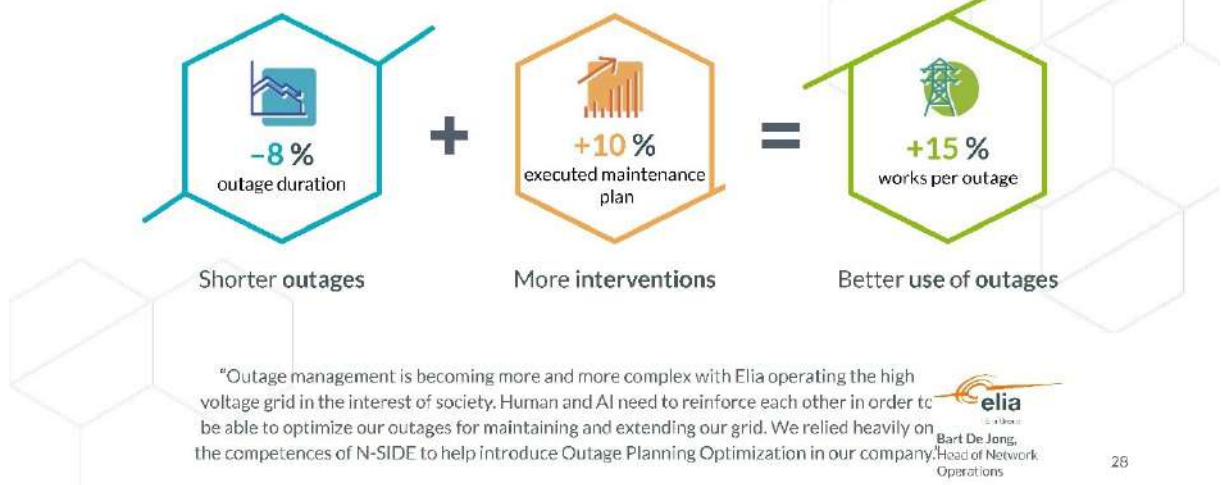 -8 %
outage duration
+
+10 %
executed maintenance
plan
=
+15 %
works per outage
Shorter outages
More interventions
Better use of outages
"Outage management is becoming more and more complex with Elia operating the high
voltage grid in the interest of society. Human and AI need to reinforce each other in order to
be able to optimize our outages for maintaining and extending our grid. We relied heavily on
the competences of N-SIDE to help introduce Outage Planning Optimization in our company."
elia
Bart De Jong,
Head of Network
Operations
28